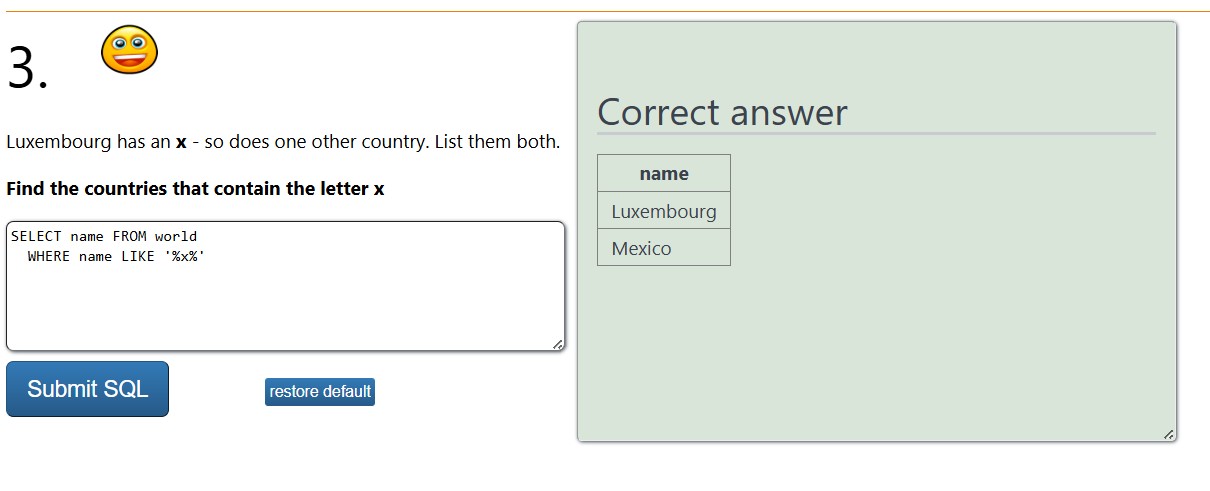 3.
Luxembourg has an x - so does one other country. List them both.
Find the countries that contain the letter x
SELECT name FROM world
  WHERE name LIKE '%x%'
Submit SQL
restore default
Correct answer
name
Luxembourg
Mexico